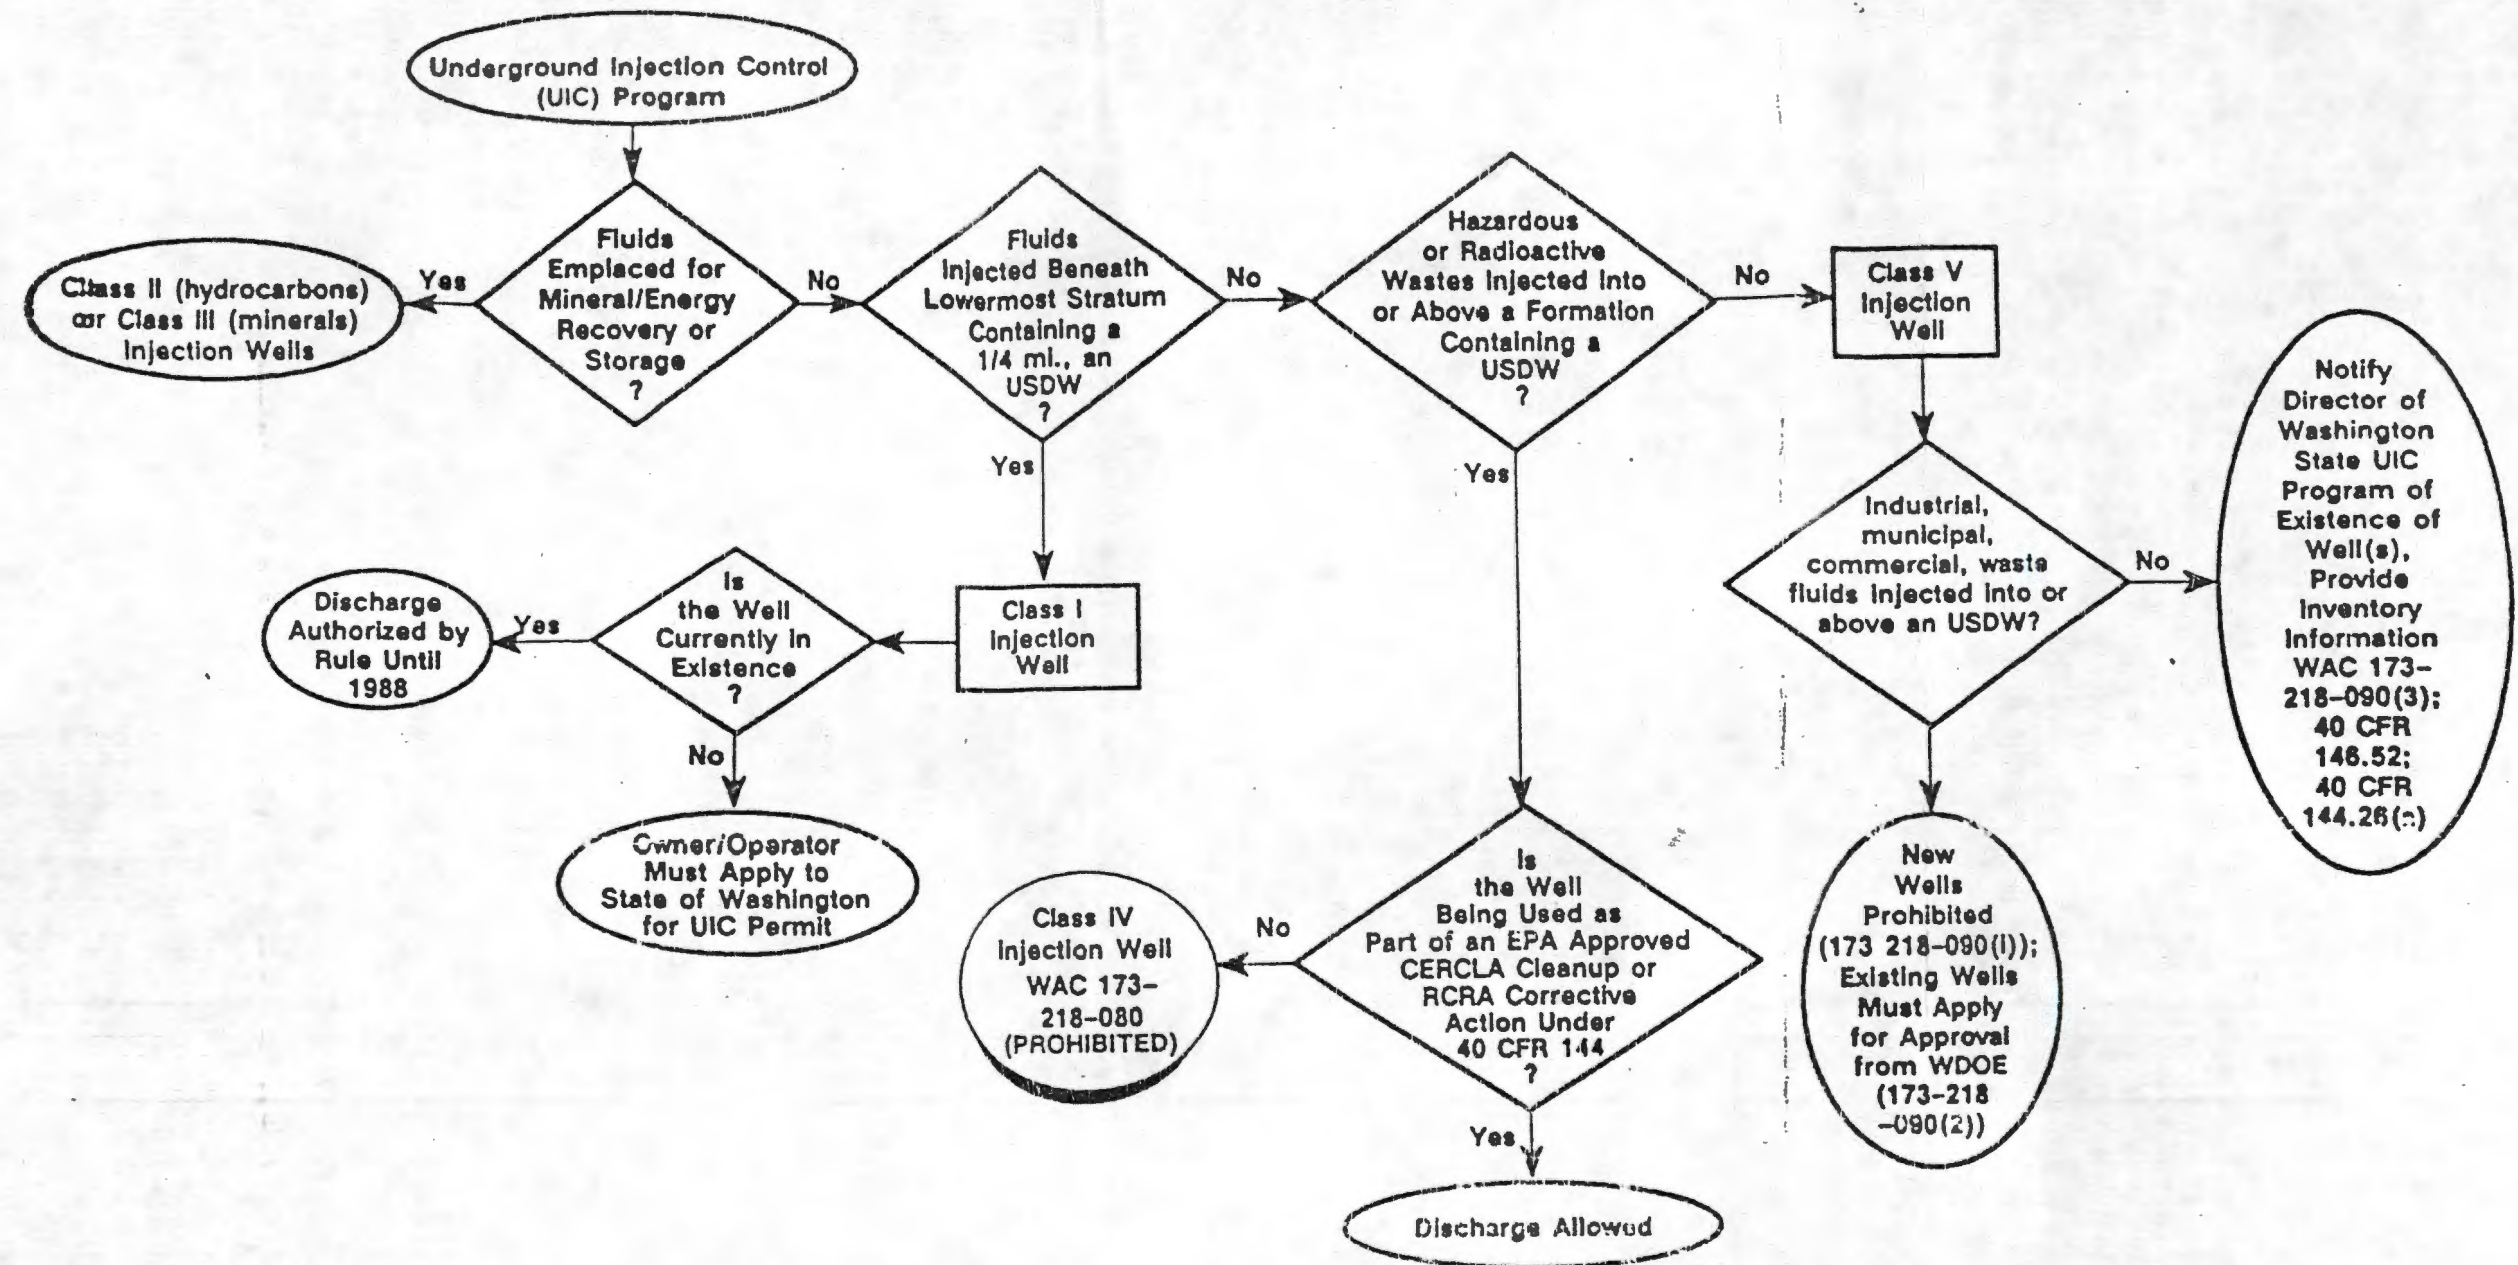 Underground Injection Control
(UIC) Program
Fluids
Emplaced for
Mineral/Energy
Recovery or
Storage
?
Yes
Class II (hydrocarbons)
or Class III (minerals)
Injection Wells
No
Fluids
Injected Beneath
Lowermost Stratum
Containing a
1/4 mi., an
USDW
?
No
Hazardous
or Radioactive
Wastes Injected Into
or Above a Formation
Containing a
USDW
?
No
Class V
Injection
Well
Yes
Class I
Injection
Well
Is
the Well
Currently in
Existence
?
Yes
Discharge
Authorized by
Rule Until
1988
No
Owner/Operator
Must Apply to
State of Washington
for UIC Permit
Yes
Is
the Well
Being Used as
Part of an EPA Approved
CERCLA Cleanup or
RCRA Corrective
Action Under
40 CFR 144
?
No
Class IV
Injection Well
WAC 173-
218-080
(PROHIBITED)
Yes
Discharge Allowed
Industrial,
municipal,
commercial, waste
fluids injected into or
above an USDW?
No
Notify
Director of
Washington
State UIC
Program of
Existence of
Well(s),
Provide
Inventory
Information
WAC 173-
218-090(3);
40 CFR
146.52;
40 CFR
New
Wells
Prohibited
(173 218-090(l));
Existing Wells
Must Apply
for Approval
from WDOE
(173-218
-090(2))